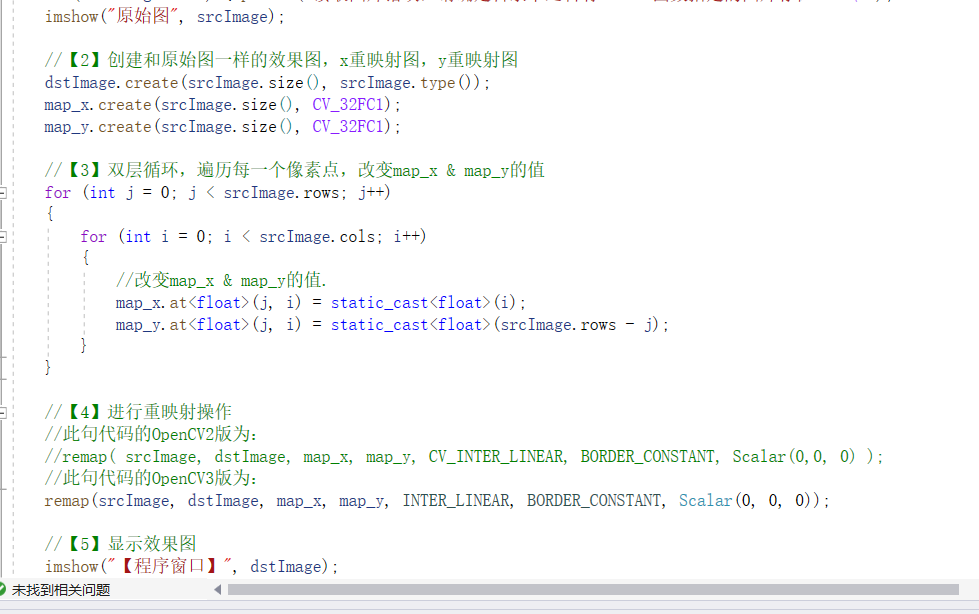 imshow("原始图", srcImage);
//【2】创建和原始图一样的效果图，x重映射图，y重映射图
dstImage.create(srcImage.size(), srcImage.type());
map_x.create(srcImage.size(), CV_32FC1);
map_y.create(srcImage.size(), CV_32FC1);
//【3】双层循环，遍历每一个像素点，改变map_x & map_y的值
for (int j = 0; j < srcImage.rows; j++)
{
for (int i = 0; i < srcImage.cols; i++)
{
//改变map_x & map_y的值.
map_x.at<float>(j, i) = static_cast<float>(i);
map_y.at<float>(j, i) = static_cast<float>(srcImage.rows - j);
}
}
//【4】进行重映射操作
//此句代码的OpenCV2版为：
//remap( srcImage, dstImage, map_x, map_y, CV_INTER_LINEAR, BORDER_CONSTANT, Scalar(0,0, 0) );
//此句代码的OpenCV3版为：
remap(srcImage, dstImage, map_x, map_y, INTER_LINEAR, BORDER_CONSTANT, Scalar(0, 0, 0));
//【5】显示效果图
imshow("【程序窗口】", dstImage);
未找到相关问题